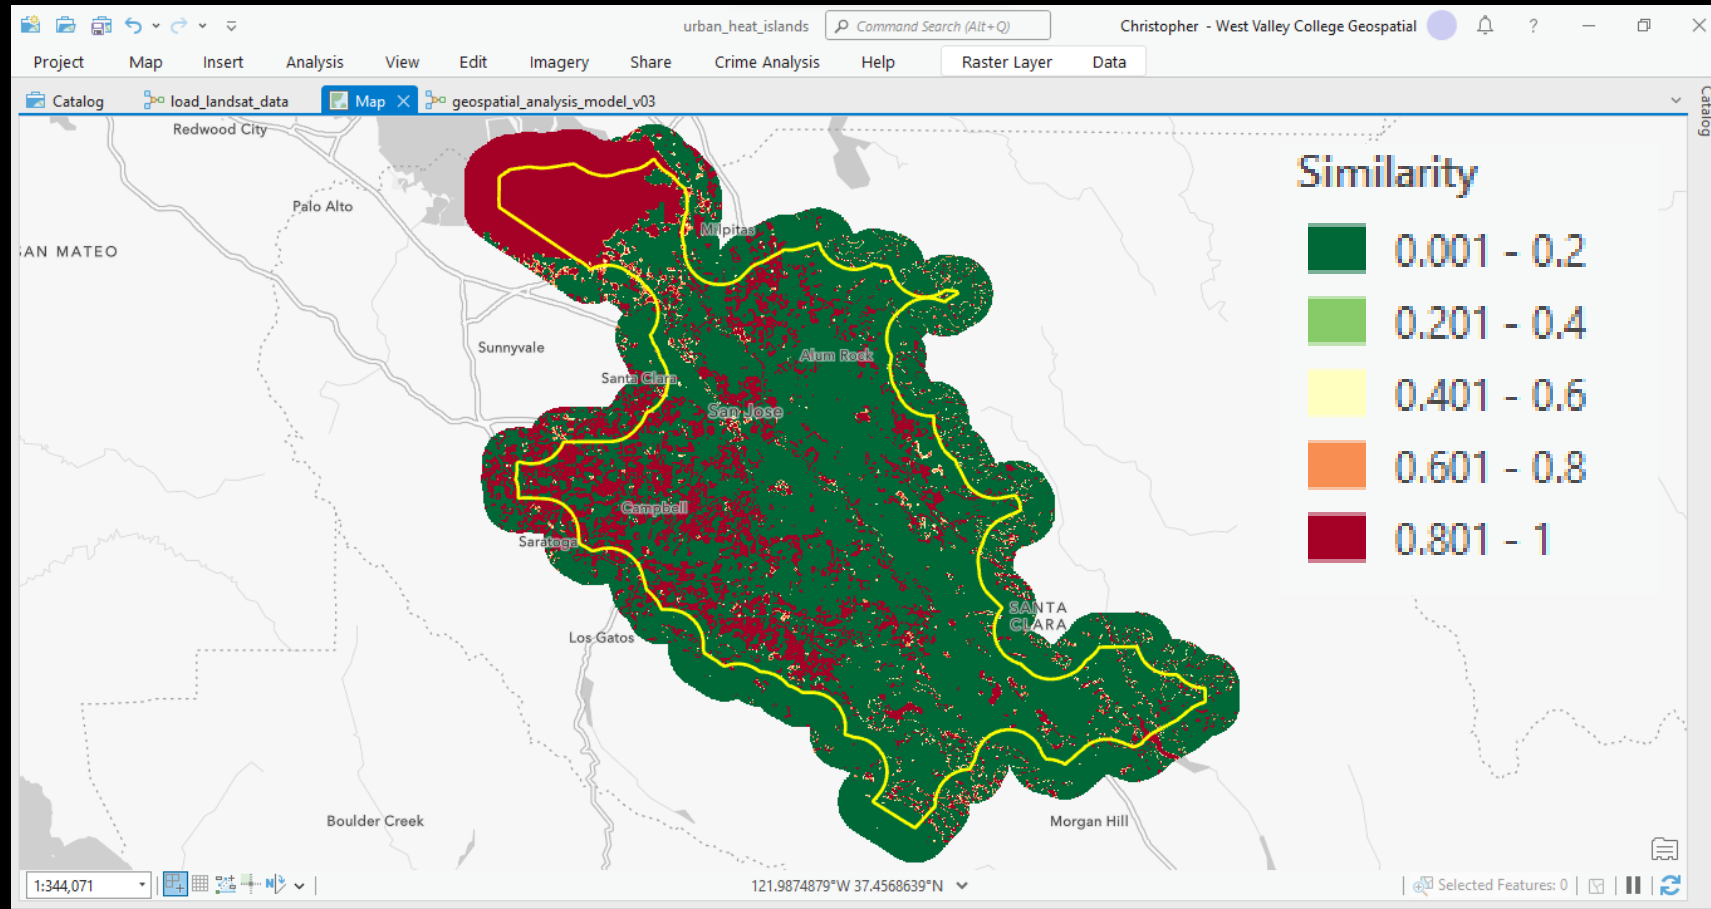 urban_heat_islands
Command Search (Alt+Q)
Christopher - West Valley College Geospatial
?
Project Map Insert Analysis View Edit Imagery Share Crime Analysis Help Raster Layer Data
Catalog load_landsat_data Map geospatial_analysis_model_v03
Catalog
Redwood City
Palo Alto
SAN MATEO
Milpitas
Sunnyvale
Alum Rock
Santa Clara
San Jose
Campbell
Saratoga
SANTA
CLARA
Los Gatos
Boulder Creek
Morgan Hill
Similarity
0.001 - 0.2
0.201 - 0.4
0.401 - 0.6
0.601 - 0.8
0.801 - 1
1:344,071
121.9874879°W 37.4568639°N
Selected Features: 0